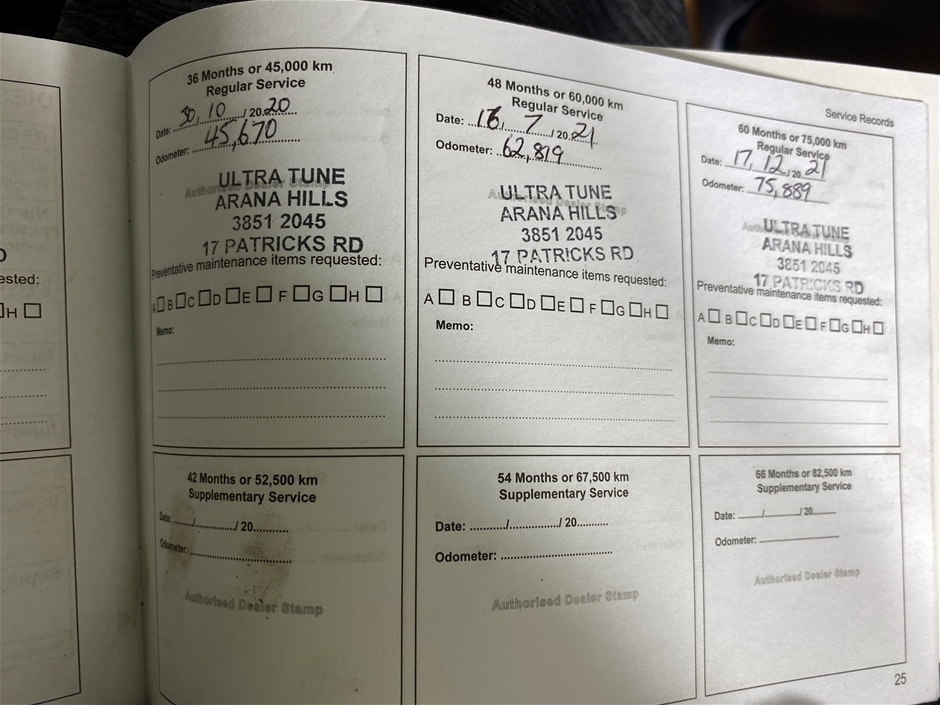 Service Records
36 Months or 45,000 km
Regular Service
Date: 30, 10 / 20 20
Odometer: 45,670
Authorised Dealer Stamp
ULTRA TUNE
ARANA HILLS
3851 2045
17 PATRICKS RD
Preventative maintenance items requested:
A□ B□ C□ D□ E□ F□ G□ H□
Memo:
48 Months or 60,000 km
Regular Service
Date: 16, 7 / 20 21
Odometer: 62,819
ULTRA TUNE
ARANA HILLS
3851 2045
17 PATRICKS RD
Preventative maintenance items requested:
A□ B□ C□ D□ E□ F□ G□ H□
Memo:
60 Months or 75,000 km
Regular Service
Date: 17, 12 / 20 21
Odometer: 75,889
ULTRA TUNE
ARANA HILLS
3851 2045
17 PATRICKS RD
Preventative maintenance items requested:
A□ B□ C□ D□ E□ F□ G□ H□
Memo:
H□
42 Months or 52,500 km
Supplementary Service
Date: ....../............/ 20..........
Odometer: ..............................
Authorised Dealer Stamp
54 Months or 67,500 km
Supplementary Service
Date: ........../............../ 20..........
Odometer: ..............................
Authorised Dealer Stamp
66 Months or 82,500 km
Supplementary Service
Date: ........../............/ 20..........
Odometer: ..............................
Authorised Dealer Stamp
25